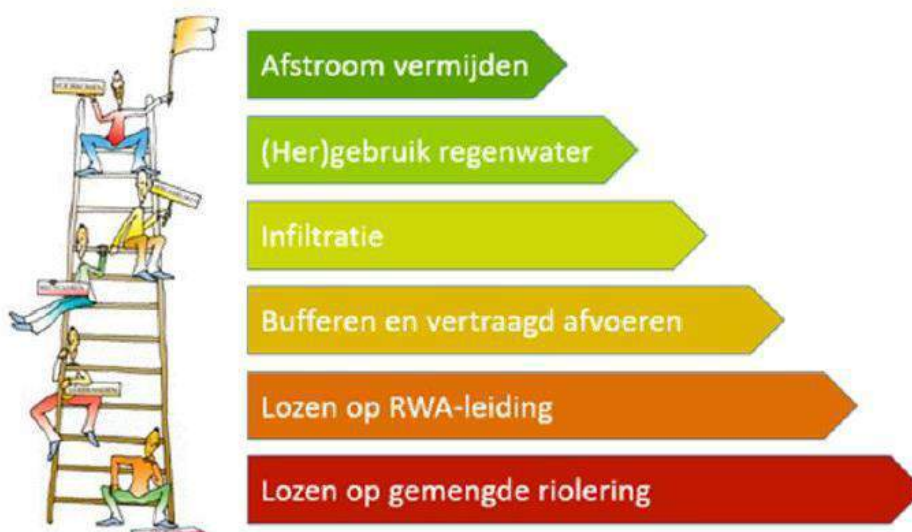 Afstroom vermijden
(Her)gebruik regenwater
Infiltratie
Bufferen en vertraagd afvoeren
Lozen op RWA-leiding
Lozen op gemengde riolering